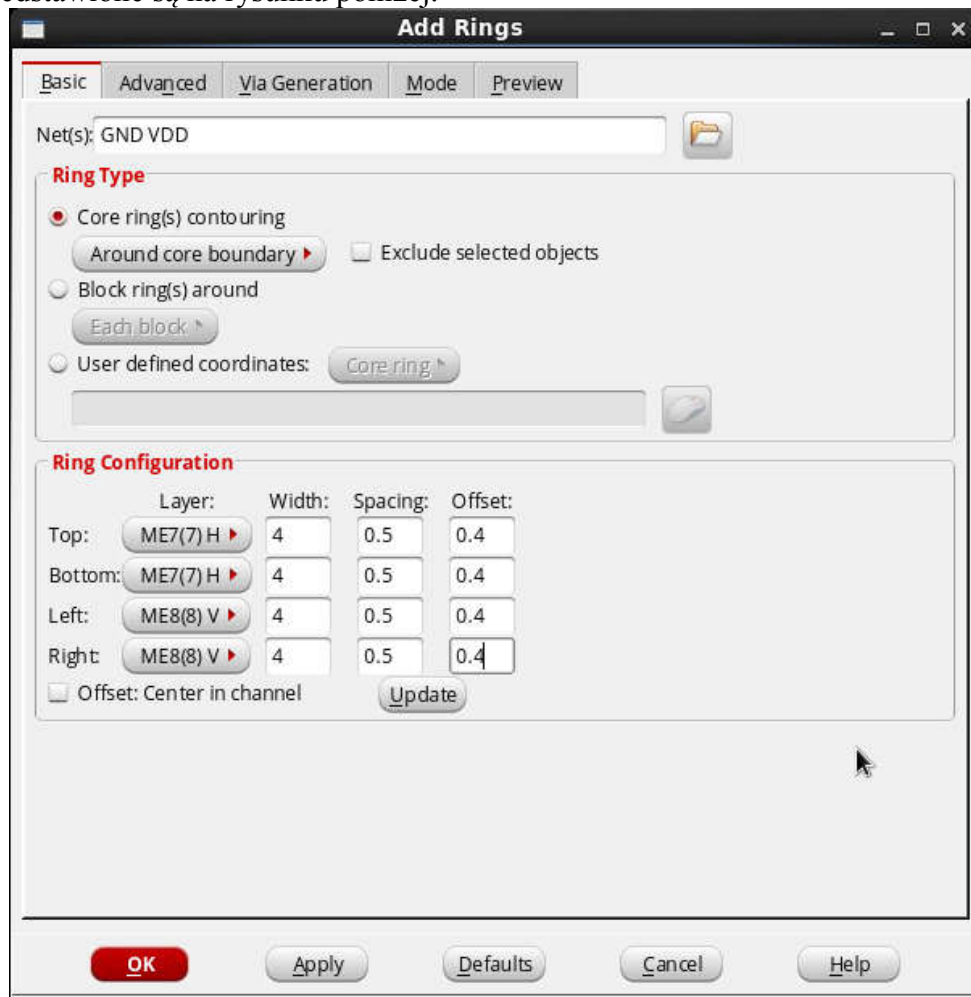 są na rysunku poniżej.
Add Rings
Basic Advanced Via Generation Mode Preview
Net(s): GND VDD
Ring Type
Core ring(s) contouring
Around core boundary Exclude selected objects
Block ring(s) around
Each block
User defined coordinates: Core ring
Ring Configuration
Layer: Width: Spacing: Offset:
Top: ME7(7) H 4 0.5 0.4
Bottom: ME7(7) H 4 0.5 0.4
Left: ME8(8) V 4 0.5 0.4
Right: ME8(8) V 4 0.5 0.4
Offset: Center in channel Update
OK Apply Defaults Cancel Help